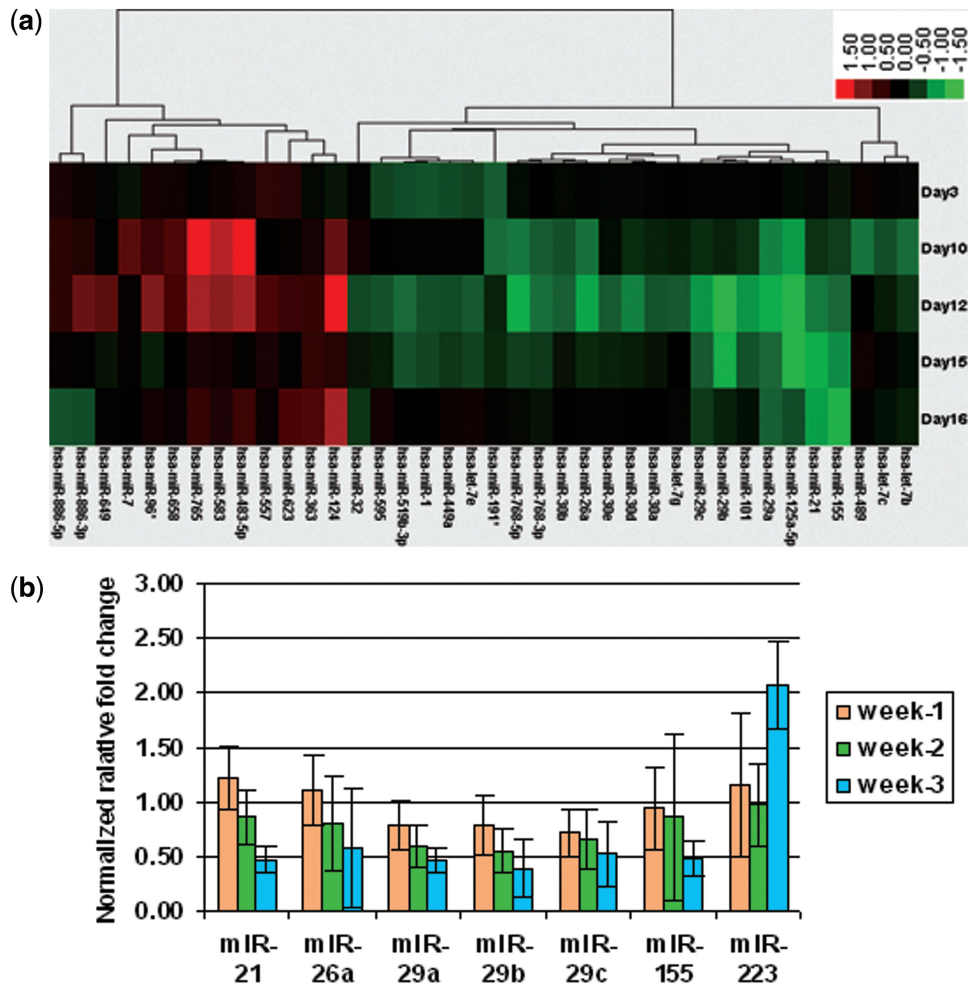 (a)
1.50
1.00
0.50
0.00
-0.50
-1.00
-1.50
Day3
Day10
Day12
Day15
Day16
hsa-miR-888-5p
hsa-miR-888-3p
hsa-miR-649
hsa-miR-7
hsa-miR-96*
hsa-miR-658
hsa-miR-765
hsa-miR-583
hsa-miR-483-5p
hsa-miR-557
hsa-miR-623
hsa-miR-363
hsa-miR-124
hsa-miR-32
hsa-miR-595
hsa-miR-519b-3p
hsa-miR-1
hsa-miR-449a
hsa-let-7e
hsa-miR-191*
hsa-miR-768-5p
hsa-miR-768-3p
hsa-miR-30b
hsa-miR-26a
hsa-miR-30e
hsa-miR-30d
hsa-miR-30a
hsa-let-7g
hsa-miR-29c
hsa-miR-29b
hsa-miR-101
hsa-miR-29a
hsa-miR-125a-5p
hsa-miR-21
hsa-miR-155
hsa-miR-489
hsa-let-7c
hsa-let-7b
(b)
Normalized ralative fold change
3.00
2.50
2.00
1.50
1.00
0.50
0.00
week-1
week-2
week-3
mIR-
21
mIR-
26a
mIR-
29a
mIR-
29b
mIR-
29c
mIR-
155
mIR-
223